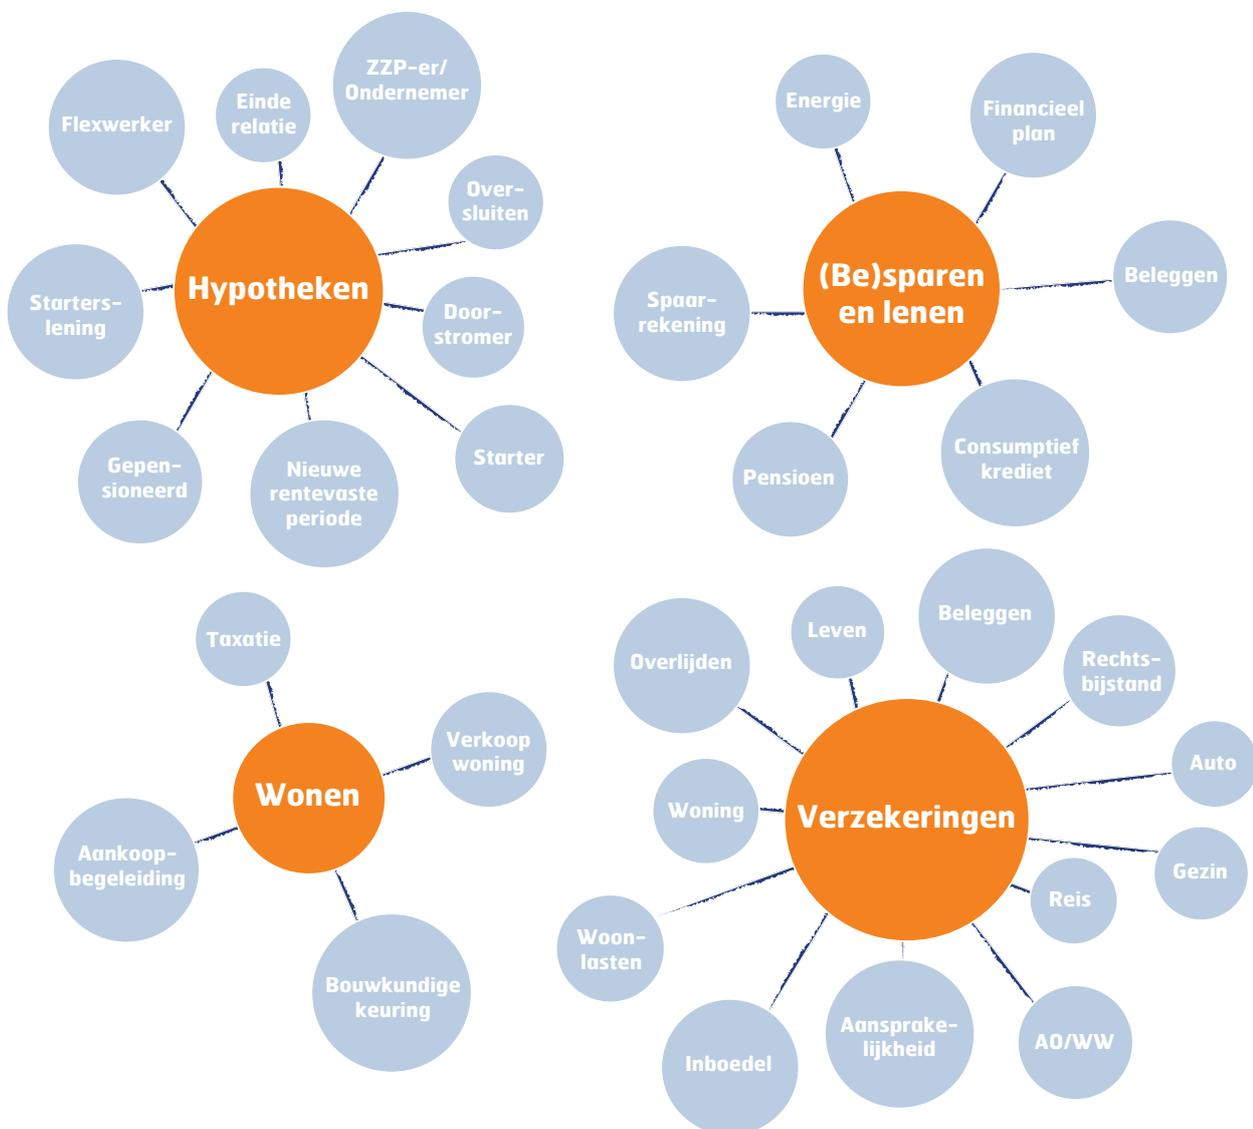 Hypotheken
Flexwerker
Einde
relatie
ZZP-er/
Ondernemer
Over-
sluiten
Door-
stromer
Starter
Nieuwe
rentevaste
periode
Gepen-
sioneerd
Starters-
lening
(Be)sparen
en lenen
Energie
Financieel
plan
Beleggen
Consumptief
krediet
Pensioen
Spaar-
rekening
Wonen
Taxatie
Verkoop
woning
Bouwkundige
keuring
Aankoop-
begeleiding
Verzekeringen
Overlijden
Leven
Beleggen
Rechts-
bijstand
Auto
Gezin
Reis
AO/WW
Aansprake-
lijkheid
Inboedel
Woon-
lasten
Woning